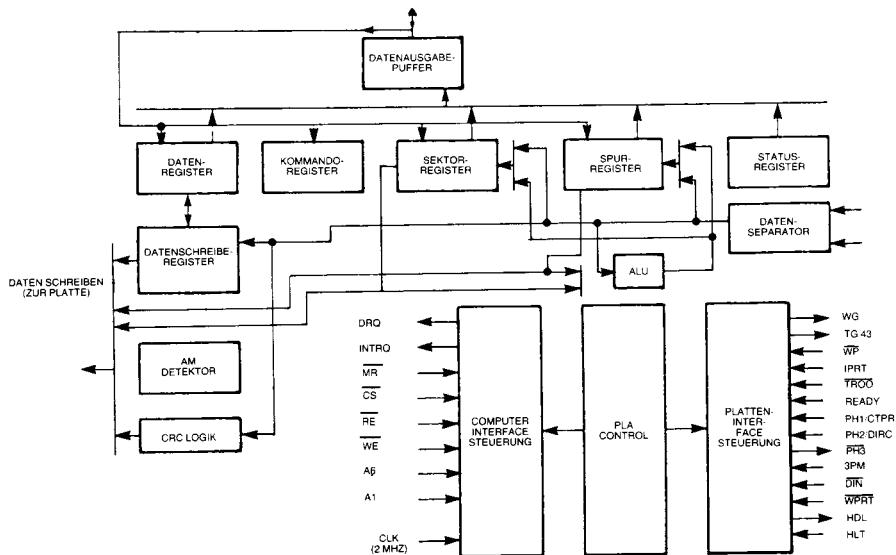 DATENAUSGABE-
PUFFER
DATEN-
REGISTER
KOMMANDO-
REGISTER
SEKTOR-
REGISTER
SPUR-
REGISTER
STATUS-
REGISTER
DATENSCHREIBE-
REGISTER
DATEN-
SEPARATOR
ALU
DATEN SCHREIBEN
(ZUR PLATTE)
AM
DETEKTOR
CRC LOGIK
DRQ
INTRQ
MR
CS
RE
WE
A6
A1
CLK
(2 MHZ)
COMPUTER
INTERFACE
STEUERUNG
PLA
CONTROL
PLATTEN-
INTER-
FACE
STEUERUNG
WG
TG 43
WP
IPRT
TROO
READY
PH1/CTPR
PH2/DIRC
PH3
3PM
DIN
WPRT
HDL
HLT